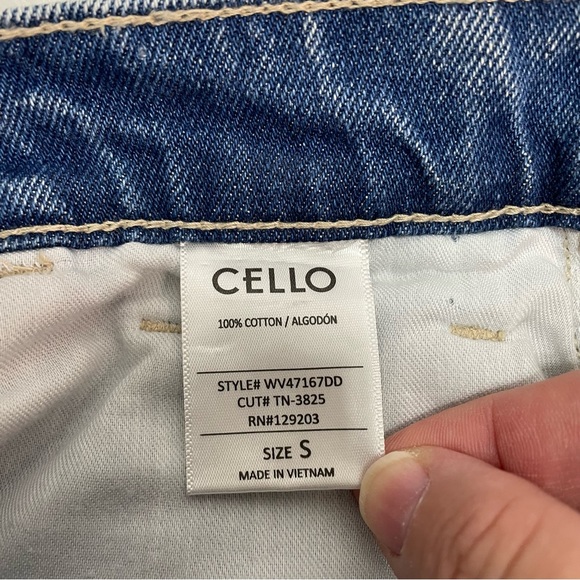 CELLO
100% COTTON / ALGODÓN
STYLE# WV47167DD
CUT# TN-3825
RN#129203
SIZE S
MADE IN VIETNAM